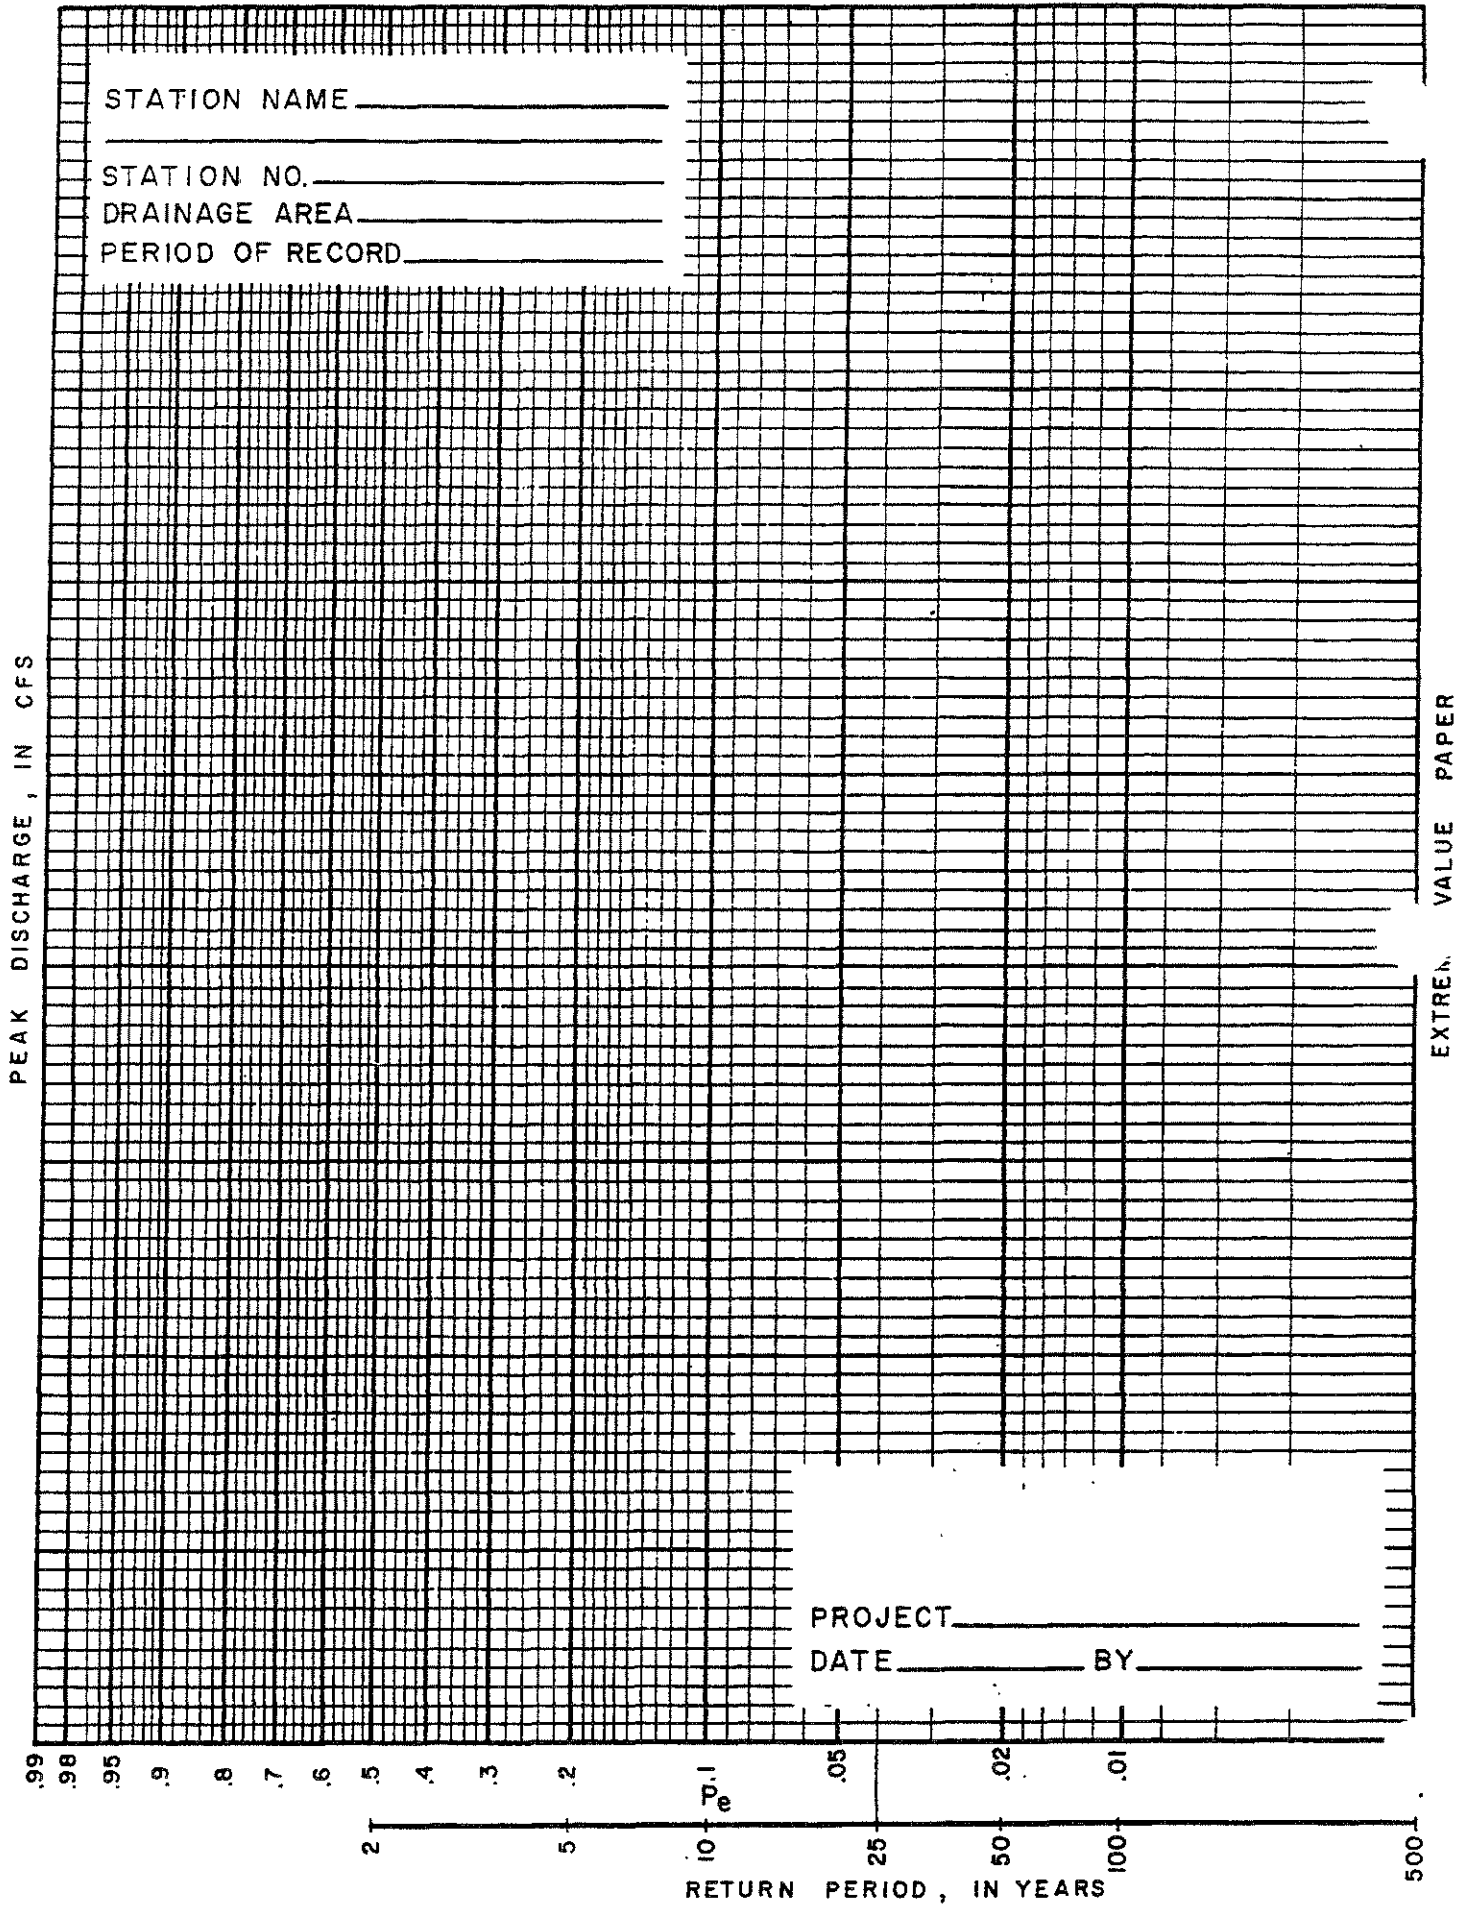 STATION NAME
STATION NO.
DRAINAGE AREA
PERIOD OF RECORD
PEAK DISCHARGE, IN CFS
VALUE PAPER
PROJECT
DATE BY
.99 .98 .95 .9 .8 .7 .6 .5 .4 .3 .2 .1 .05 .02 .01
Pe
2 5 10 25 50 100 500
RETURN PERIOD, IN YEARS